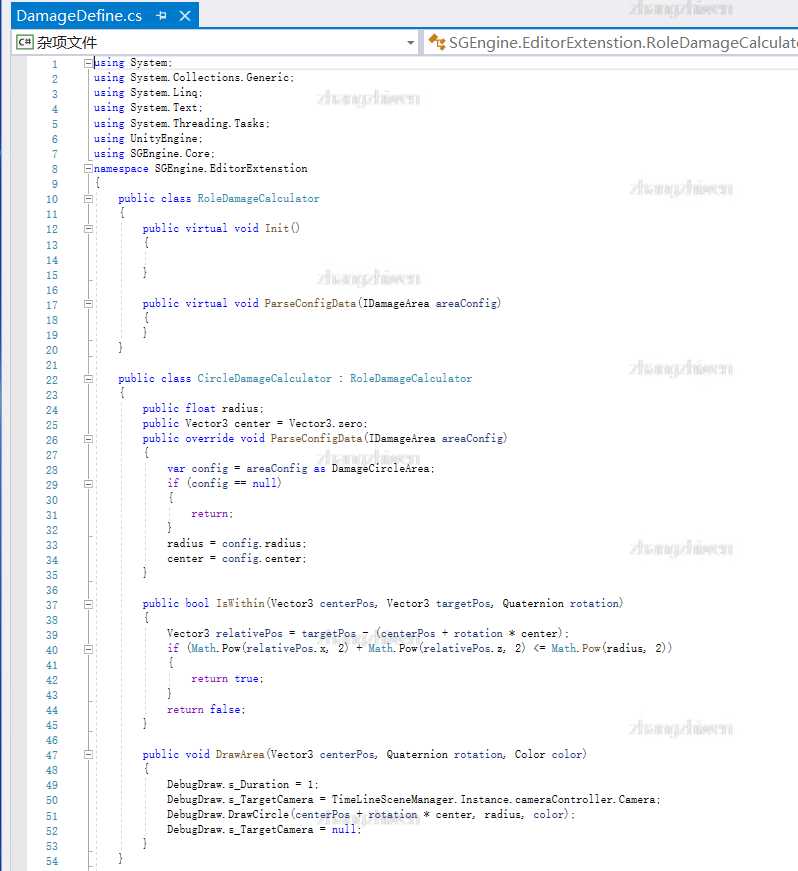 DamageDefine.cs
C# 杂项文件 SGEngine.EditorExtenstion.RoleDamageCalculat
1 using System;
2 using System.Collections.Generic;
3 using System.Linq;
4 using System.Text;
5 using System.Threading.Tasks;
6 using UnityEngine;
7 using SGEngine.Core;
8 namespace SGEngine.EditorExtenstion
9 {
10 public class RoleDamageCalculator
11 {
12 public virtual void Init()
13 {
14
15 }
16
17 public virtual void ParseConfigData(IDamageArea areaConfig)
18 {
19 }
20 }
21
22 public class CircleDamageCalculator : RoleDamageCalculator
23 {
24 public float radius;
25 public Vector3 center = Vector3.zero;
26 public override void ParseConfigData(IDamageArea areaConfig)
27 {
28 var config = areaConfig as DamageCircleArea;
29 if (config == null)
30 {
31 return;
32 }
33 radius = config.radius;
34 center = config.center;
35 }
36
37 public bool IsWithin(Vector3 centerPos, Vector3 targetPos, Quaternion rotation)
38 {
39 Vector3 relativePos = targetPos - (centerPos + rotation * center);
40 if (Math.Pow(relativePos.x, 2) + Math.Pow(relativePos.z, 2) <= Math.Pow(radius, 2))
41 {
42 return true;
43 }
44 return false;
45 }
46
47 public void DrawArea(Vector3 centerPos, Quaternion rotation, Color color)
48 {
49 DebugDraw.s_Duration = 1;
50 DebugDraw.s_TargetCamera = TimeLineSceneManager.Instance.cameraController.Camera;
51 DebugDraw.DrawCircle(centerPos + rotation * center, radius, color);
52 DebugDraw.s_TargetCamera = null;
53 }
54 }
zhangzhiwen
zhangzhiwen
zhangzhiwen
zhangzhiwen
zhangzhiwen
zhangzhiwen
zhangzhiwen
zhangzhiwen
zhangzhiwen